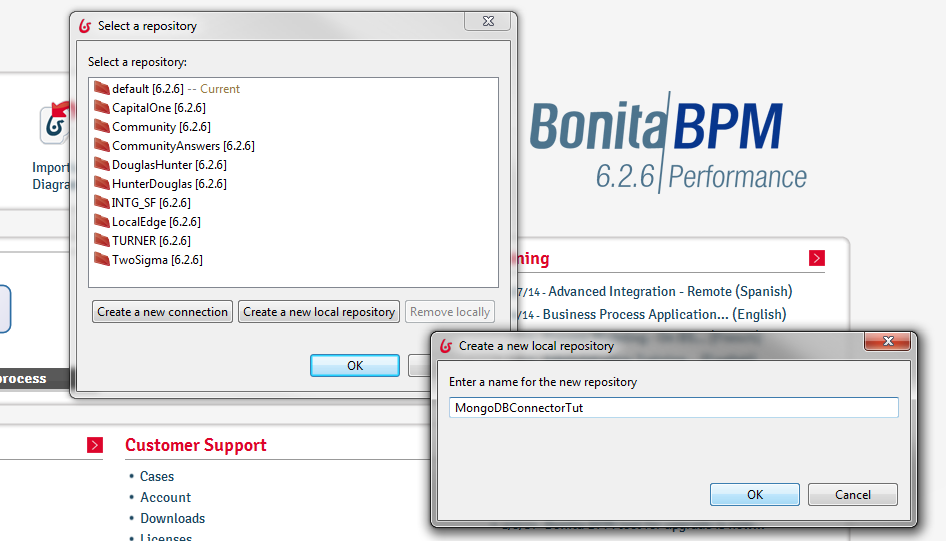 Select a repository
Select a repository:
default [6.2.6] -- Current
CapitalOne [6.2.6]
Community [6.2.6]
CommunityAnswers [6.2.6]
DouglasHunter [6.2.6]
HunterDouglas [6.2.6]
INTG_SF [6.2.6]
LocalEdge [6.2.6]
TURNER [6.2.6]
TwoSigma [6.2.6]
Create a new connection
Create a new local repository
Remove locally
OK
Import
Diagra
Bonita BPM
6.2.6 Performance
ning
7/14 - Advanced Integration - Remote (Spanish)
/14 - Business Process Application... (English)
Create a new local repository
Enter a name for the new repository
MongoDBConnectorTut
OK
Cancel
process
Customer Support
• Cases
• Account
• Downloads
• Licenses